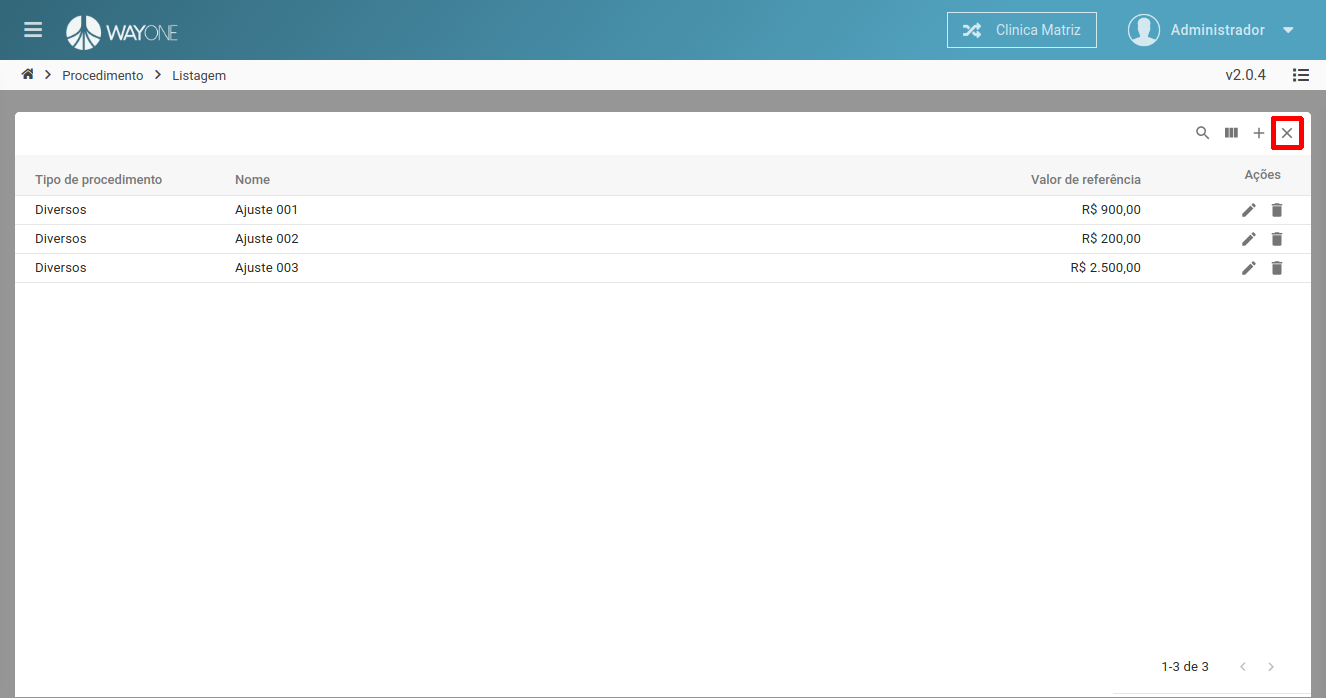 WAYONE
Clinica Matriz
Administrador
Procedimento
Listagem
v2.0.4
Tipo de procedimento Nome Valor de referência Ações
Diversos Ajuste 001 R$ 900,00
Diversos Ajuste 002 R$ 200,00
Diversos Ajuste 003 R$ 2.500,00
1-3 de 3